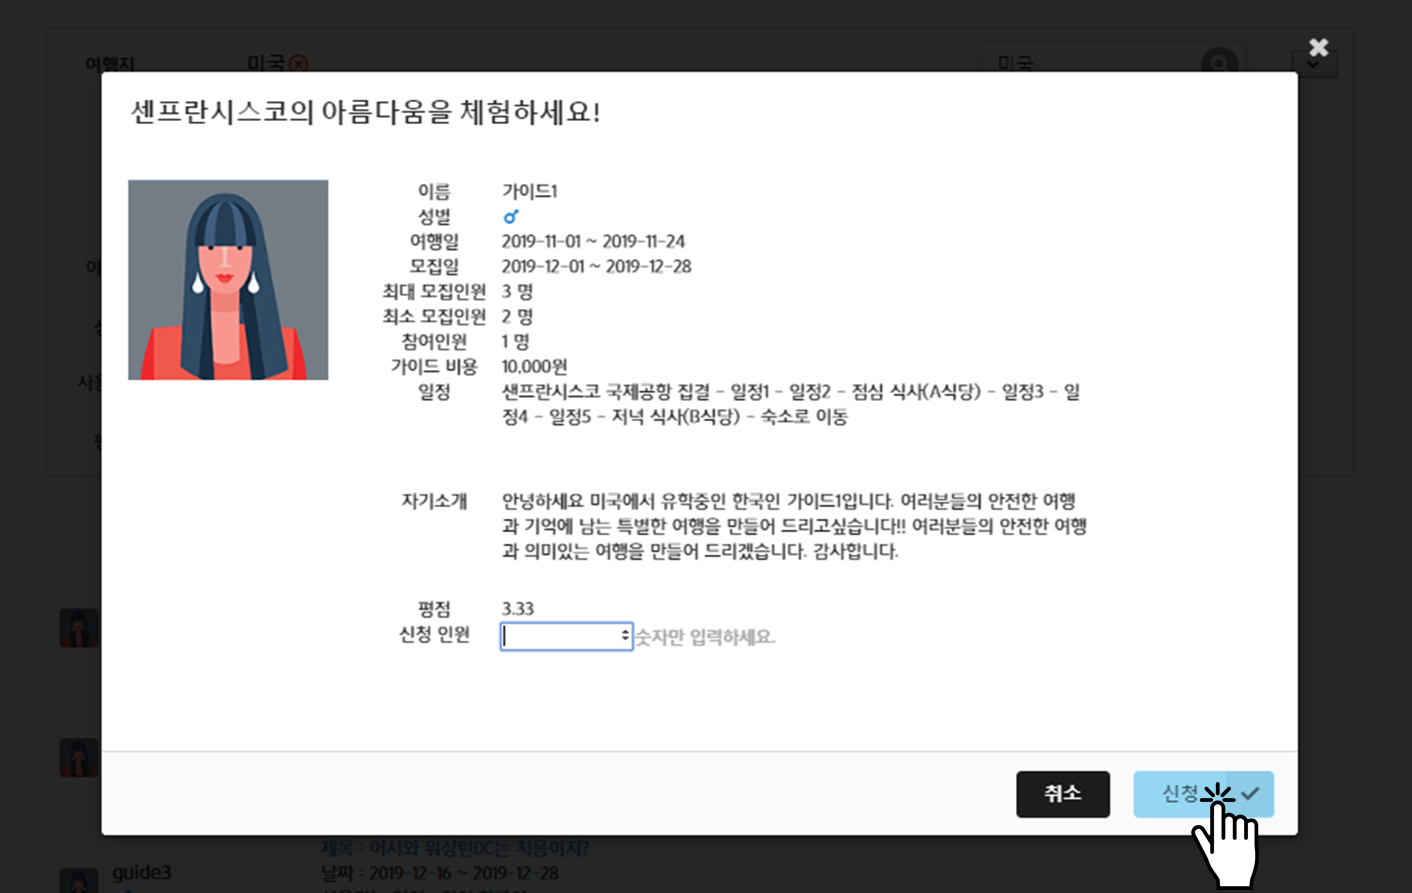 여행지 미국 미국
센프란시스코의 아름다움을 체험하세요!
이름 가이드1
성별
여행일 2019-11-01 ~ 2019-11-24
모집일 2019-12-01 ~ 2019-12-28
최대 모집인원 3 명
최소 모집인원 2 명
참여인원 1 명
가이드 비용 10,000원
일정 샌프란시스코 국제공항 집결 - 일정1 - 일정2 - 점심 식사(A식당) - 일정3 - 일
정4 - 일정5 - 저녁 식사(B식당) - 숙소로 이동
자기소개 안녕하세요 미국에서 유학중인 한국인 가이드1입니다. 여러분들의 안전한 여행
과 기억에 남는 특별한 여행을 만들어 드리고싶습니다!! 여러분들의 안전한 여행
과 의미있는 여행을 만들어 드리겠습니다. 감사합니다.
평점 3.33
신청 인원 숫자만 입력하세요.
취소 신청
제목 : 어서와 워싱턴DC는 처음이지?
guide3 날짜 : 2019-12-16 ~ 2019-12-28